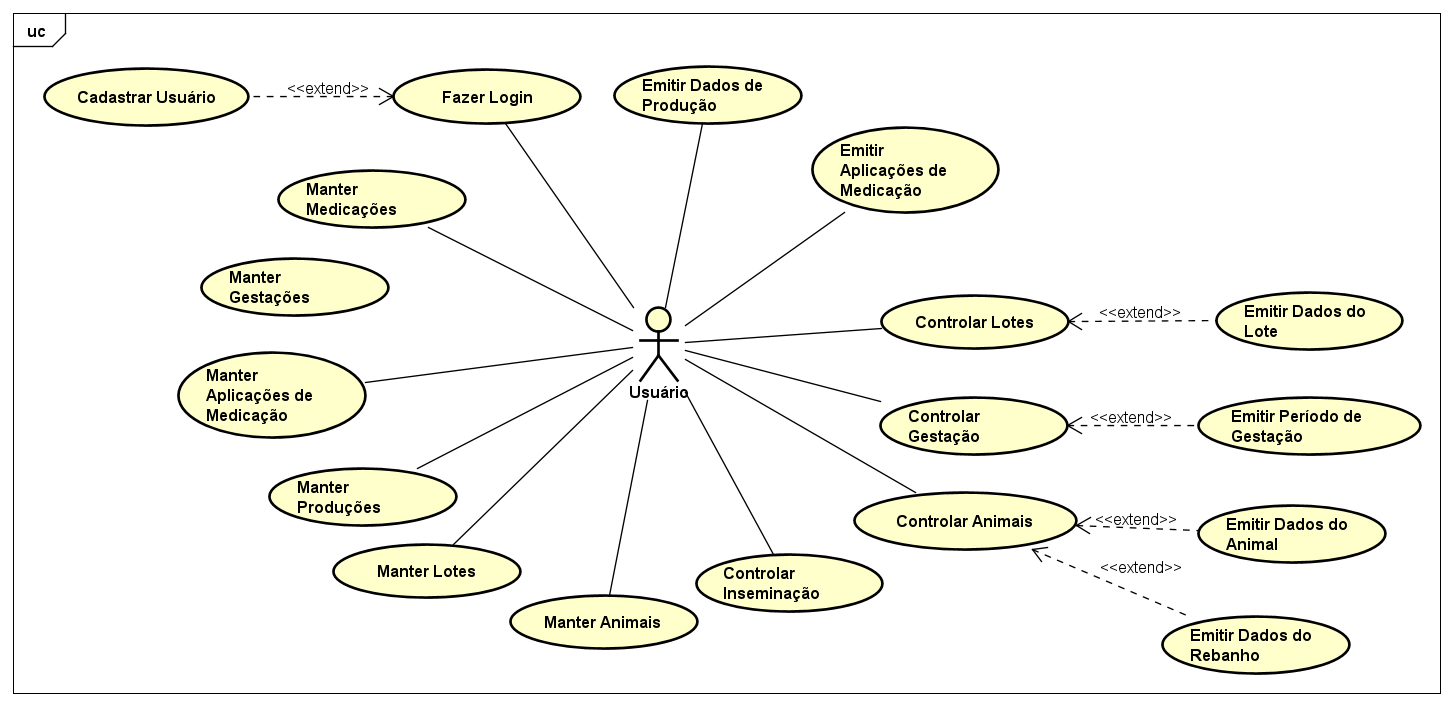 uc
Cadastrar Usuário
<<extend>>
Fazer Login
Emitir Dados de
Produção
Emitir
Aplicações de
Medicação
Manter
Medicações
Manter
Gestações
Controlar Lotes
<<extend>>
Emitir Dados do
Lote
Manter
Aplicações de
Medicação
Usuário
Controlar
Gestação
<<extend>>
Emitir Período de
Gestação
Manter
Produções
Controlar Animais
<<extend>>
Emitir Dados do
Animal
<<extend>>
Manter Lotes
Controlar
Inseminação
Manter Animais
Emitir Dados do
Rebanho